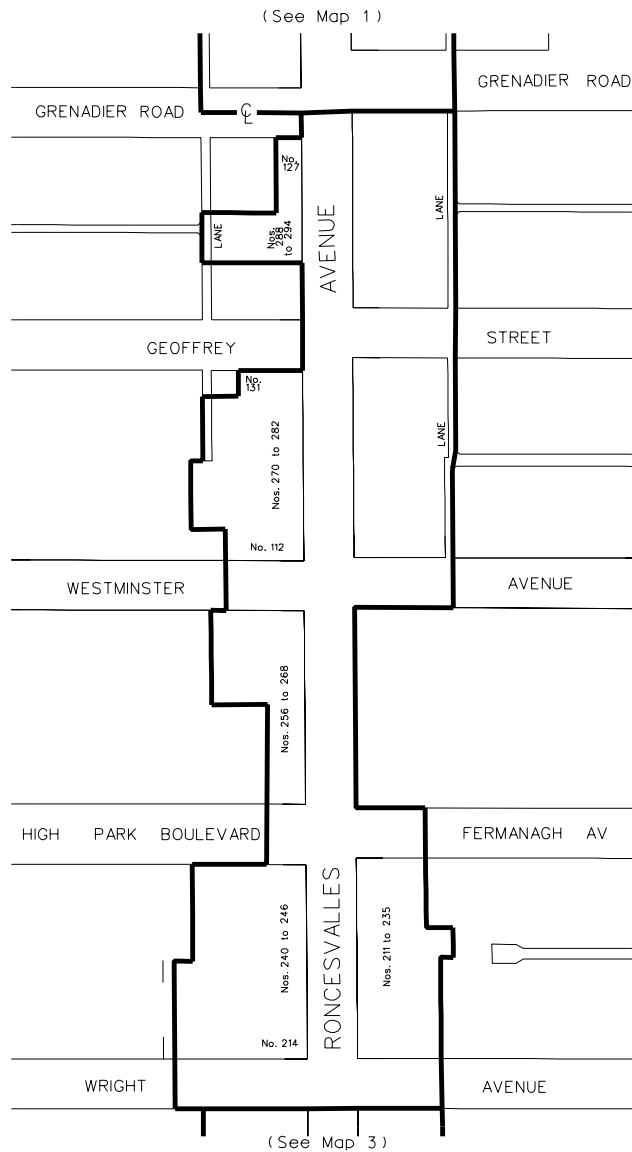 (See Map 1)
GRENADIER ROAD
GRENADIER ROAD
℄
No.
127
LANE
Nos.
288
to 294
AVENUE
LANE
GEOFFREY
STREET
No.
131
Nos. 270 to 282
LANE
No. 112
WESTMINSTER
AVENUE
Nos. 256 to 268
HIGH PARK BOULEVARD
FERMANAGH AV
Nos. 240 to 246
RONCESVALLES
Nos. 211 to 235
No. 214
WRIGHT
AVENUE
(See Map 3)